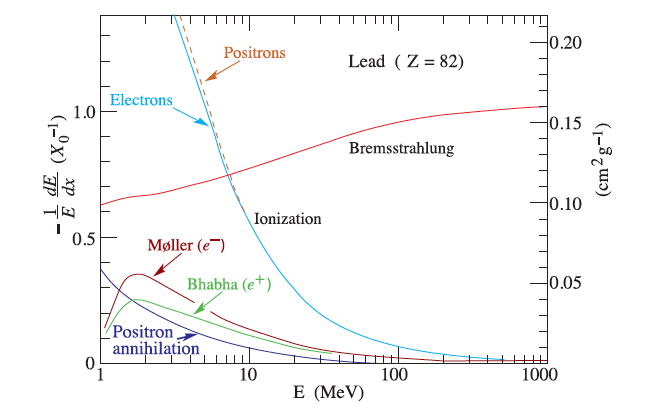 Lead ( Z = 82)
Positrons
Electrons
Bremsstrahlung
Ionization
Møller (e−)
Bhabha (e+)
Positron
annihilation
− 1/E dE/dx (X0−1)
1.0
0.5
0
0.20
0.15
0.10
0.05
(cm2 g−1)
1 10 100 1000
E (MeV)